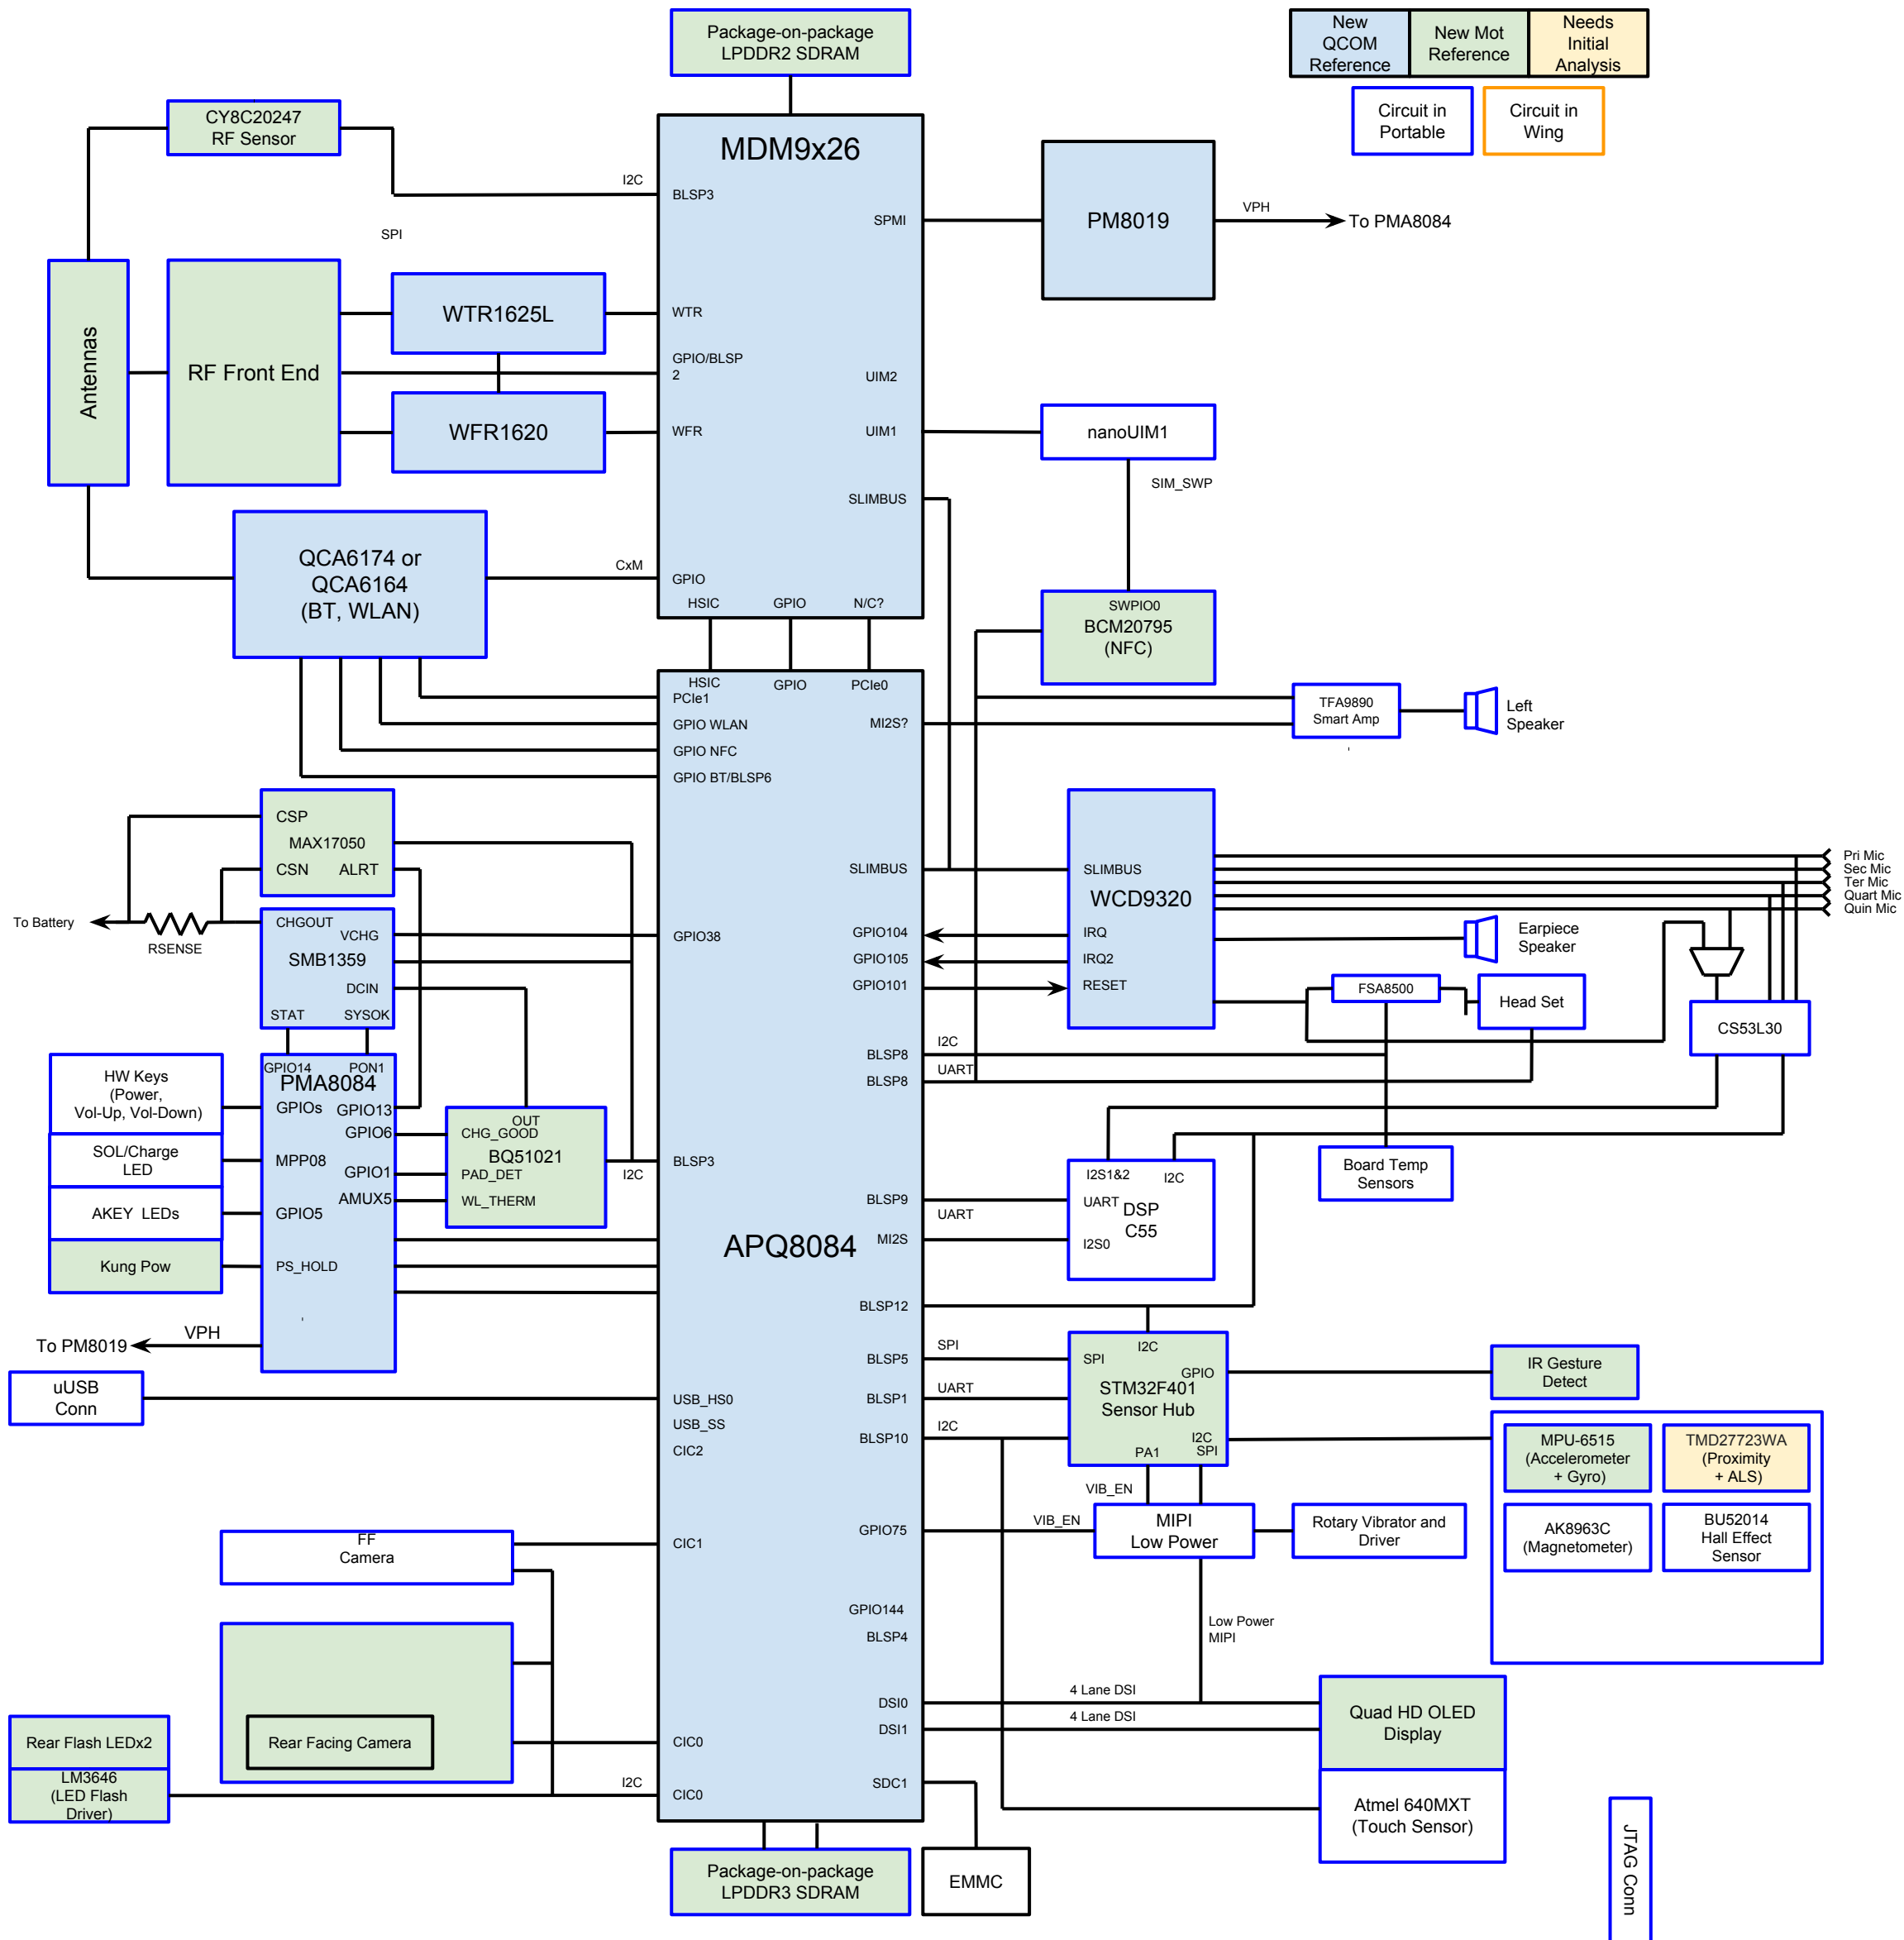 Package-on-package
LPDDR2 SDRAM
New
QCOM
Reference
New Mot
Reference
Needs
Initial
Analysis
Circuit in
Portable
Circuit in
Wing
CY8C20247
RF Sensor
MDM9x26
I2C
BLSP3
SPI
SPMI
PM8019
VPH
To PMA8084
Antennas
RF Front End
WTR1625L
WTR
GPIO/BLSP
2
UIM2
WFR1620
WFR
UIM1
nanoUIM1
SIM_SWP
SLIMBUS
QCA6174 or
QCA6164
(BT, WLAN)
CxM
GPIO
HSIC
GPIO
N/C?
SWPIO0
BCM20795
(NFC)
HSIC
GPIO
PCIe0
PCIe1
GPIO WLAN
GPIO NFC
GPIO BT/BLSP6
MI2S?
TFA9890
Smart Amp
Left
Speaker
CSP
MAX17050
CSN
ALRT
SLIMBUS
SLIMBUS
WCD9320
Pri Mic
Sec Mic
Ter Mic
Quart Mic
Quin Mic
To Battery
RSENSE
CHGOUT
VCHG
SMB1359
DCIN
STAT
SYSOK
GPIO38
GPIO104
GPIO105
GPIO101
IRQ
IRQ2
RESET
Earpiece
Speaker
FSA8500
Head Set
CS53L30
BLSP8
I2C
BLSP8
UART
HW Keys
(Power,
Vol-Up, Vol-Down)
SOL/Charge
LED
AKEY LEDs
Kung Pow
GPIO14
PON1
PMA8084
GPIOs
GPIO13
GPIO6
MPP08
GPIO1
AMUX5
GPIO5
PS_HOLD
OUT
CHG_GOOD
BQ51021
PAD_DET
WL_THERM
I2C
BLSP3
Board Temp
Sensors
APQ8084
BLSP9
UART
MI2S
I2S1&2
I2C
UART
DSP
C55
I2S0
VPH
To PM8019
BLSP12
uUSB
Conn
USB_HS0
USB_SS
CIC2
BLSP5
SPI
BLSP1
UART
BLSP10
I2C
I2C
SPI
GPIO
STM32F401
Sensor Hub
I2C
PA1
SPI
IR Gesture
Detect
MPU-6515
(Accelerometer
+ Gyro)
TMD27723WA
(Proximity
+ ALS)
AK8963C
(Magnetometer)
BU52014
Hall Effect
Sensor
VIB_EN
FF
Camera
CIC1
GPIO75
VIB_EN
MIPI
Low Power
Rotary Vibrator and
Driver
GPIO144
BLSP4
Low Power
MIPI
Rear Facing Camera
CIC0
DSI0
4 Lane DSI
DSI1
4 Lane DSI
Quad HD OLED
Display
Rear Flash LEDx2
LM3646
(LED Flash
Driver)
I2C
CIC0
SDC1
Atmel 640MXT
(Touch Sensor)
Package-on-package
LPDDR3 SDRAM
EMMC
JTAG Conn